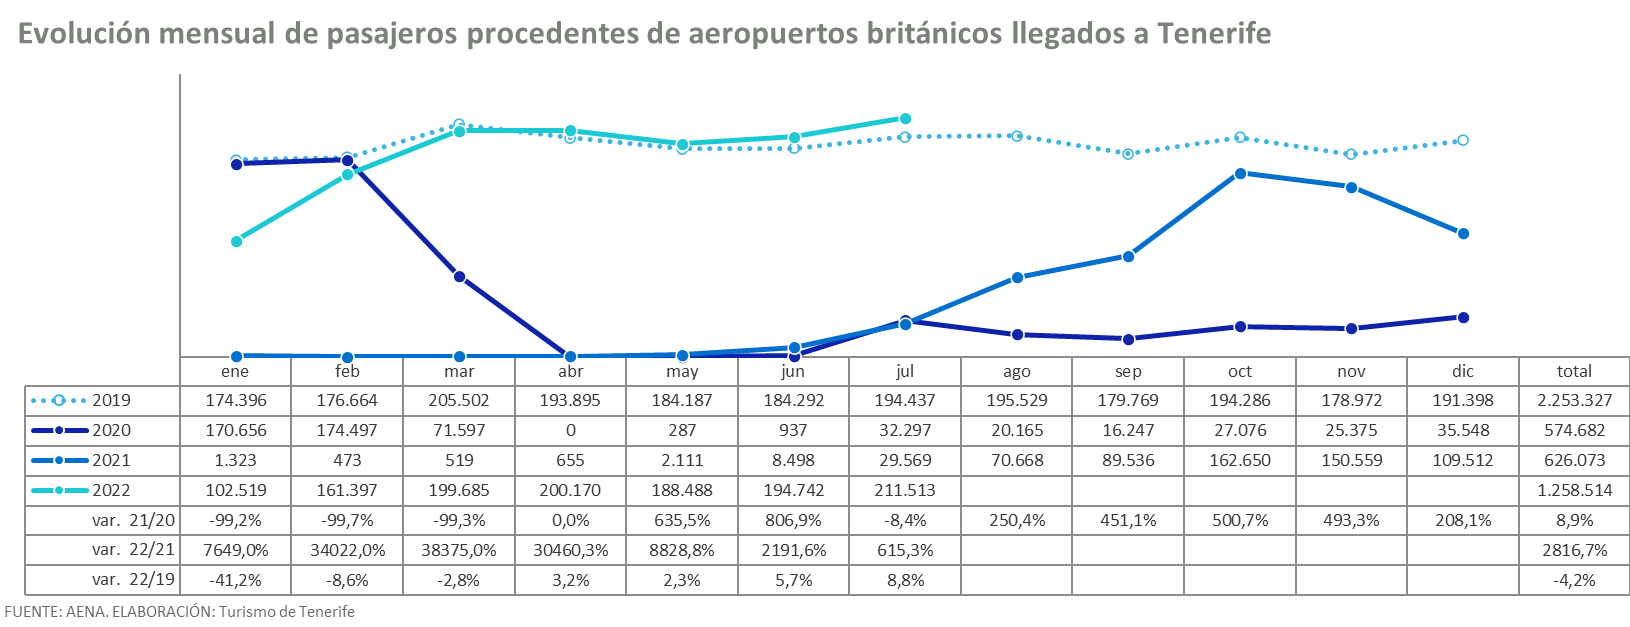 Evolución mensual de pasajeros procedentes de aeropuertos británicos llegados a Tenerife
ene feb mar abr may jun jul ago sep oct nov dic total
2019 174.396 176.664 205.502 193.895 184.187 184.292 194.437 195.529 179.769 194.286 178.972 191.398 2.253.327
2020 170.656 174.497 71.597 0 287 937 32.297 20.165 16.247 27.076 25.375 35.548 574.682
2021 1.323 473 519 655 2.111 8.498 29.569 70.668 89.536 162.650 150.559 109.512 626.073
2022 102.519 161.397 199.685 200.170 188.488 194.742 211.513 1.258.514
var. 21/20 -99,2% -99,7% -99,3% 0,0% 635,5% 806,9% -8,4% 250,4% 451,1% 500,7% 493,3% 208,1% 8,9%
var. 22/21 7649,0% 34022,0% 38375,0% 30460,3% 8828,8% 2191,6% 615,3% 2816,7%
var. 22/19 -41,2% -8,6% -2,8% 3,2% 2,3% 5,7% 8,8% -4,2%
FUENTE: AENA. ELABORACIÓN: Turismo de Tenerife